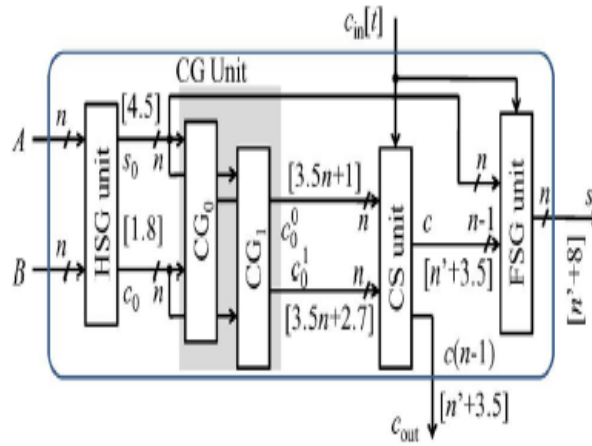 c_in[t]
CG Unit
[4.5]
A n
s_0 n
HSG unit
[1.8]
B n
c_0 n
CG_0
CG_1
[3.5n+1]
n
c_0^0
c_0^1
n
[3.5n+2.7]
CS unit
c n-1
[n'+3.5]
n
FSG unit
n
s
[n'+8]
c(n-1)
[n'+3.5]
c_out